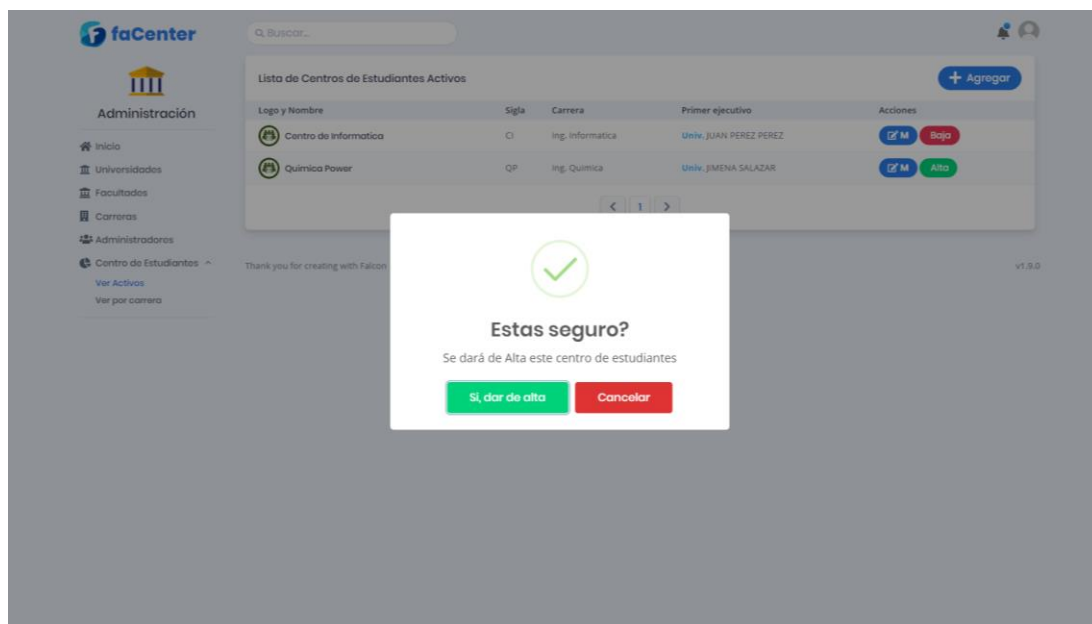 faCenter
Buscar...
Administración
Inicio
Universidades
Facultades
Carreras
Administradores
Centro de Estudiantes
Ver Activos
Ver por carrera
Lista de Centros de Estudiantes Activos
+ Agregar
Logo y Nombre Sigla Carrera Primer ejecutivo Acciones
Centro de Informatica CI Ing. Informatica Univ. JUAN PEREZ PEREZ M Baja
Quimica Power QP Ing. Quimica Univ. JIMENA SALAZAR M Alta
< 1 >
Thank you for creating with Falcon
v1.9.0
Estas seguro?
Se dará de Alta este centro de estudiantes
Si, dar de alta Cancelar